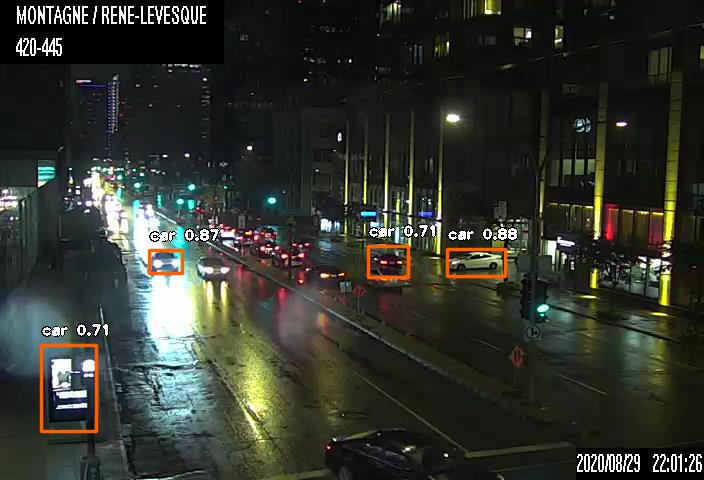 MONTAGNE / RENE-LEVESQUE
420-445
car 0.87
car 0.71
car 0.88
car 0.71
2020/08/29 22:01:26